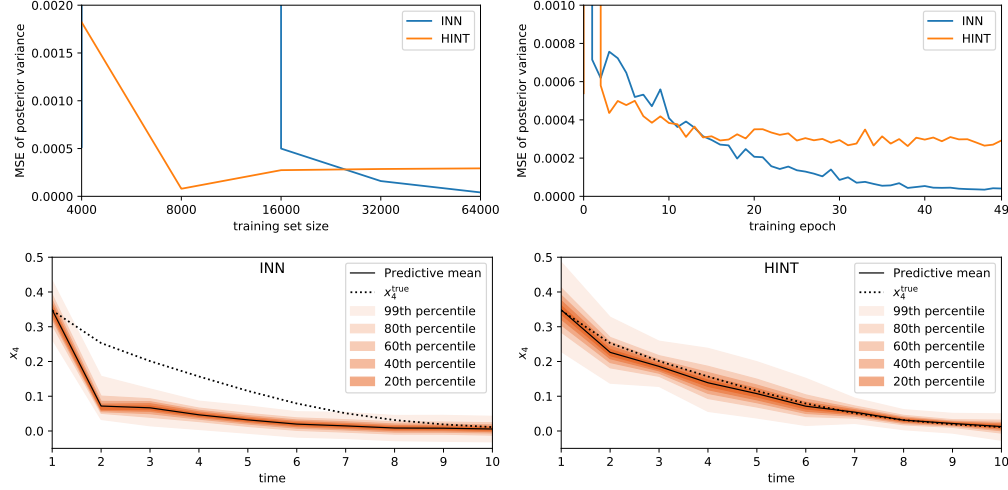 MSE of posterior variance
0.0020
0.0015
0.0010
0.0005
0.0000
4000 8000 16000 32000 64000
training set size
INN
HINT
MSE of posterior variance
0.0010
0.0008
0.0006
0.0004
0.0002
0.0000
0 10 20 30 40 49
training epoch
INN
HINT
INN
x₄
0.5
0.4
0.3
0.2
0.1
0.0
1 2 3 4 5 6 7 8 9 10
time
Predictive mean
x₄^true
99th percentile
80th percentile
60th percentile
40th percentile
20th percentile
HINT
x₄
0.5
0.4
0.3
0.2
0.1
0.0
1 2 3 4 5 6 7 8 9 10
time
Predictive mean
x₄^true
99th percentile
80th percentile
60th percentile
40th percentile
20th percentile